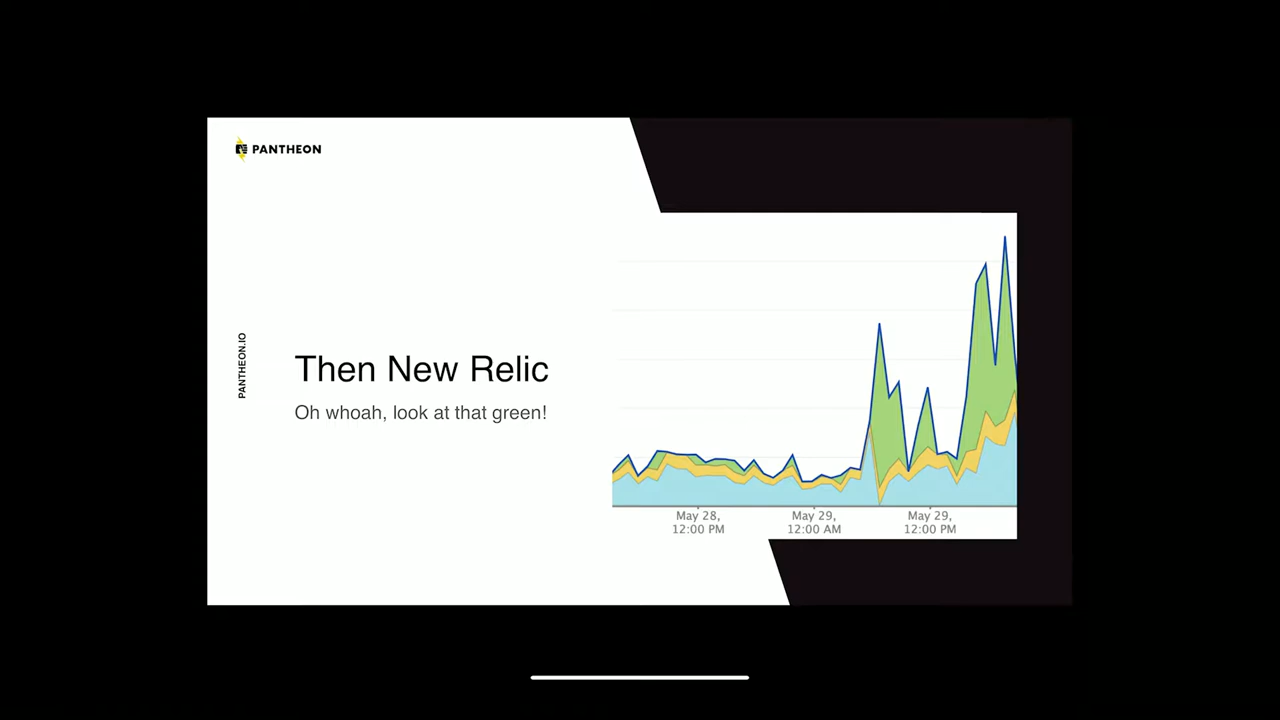 PANTHEON
PANTHEON.IO
Then New Relic
Oh whoah, look at that green!
May 28,
12:00 PM
May 29,
12:00 AM
May 29,
12:00 PM